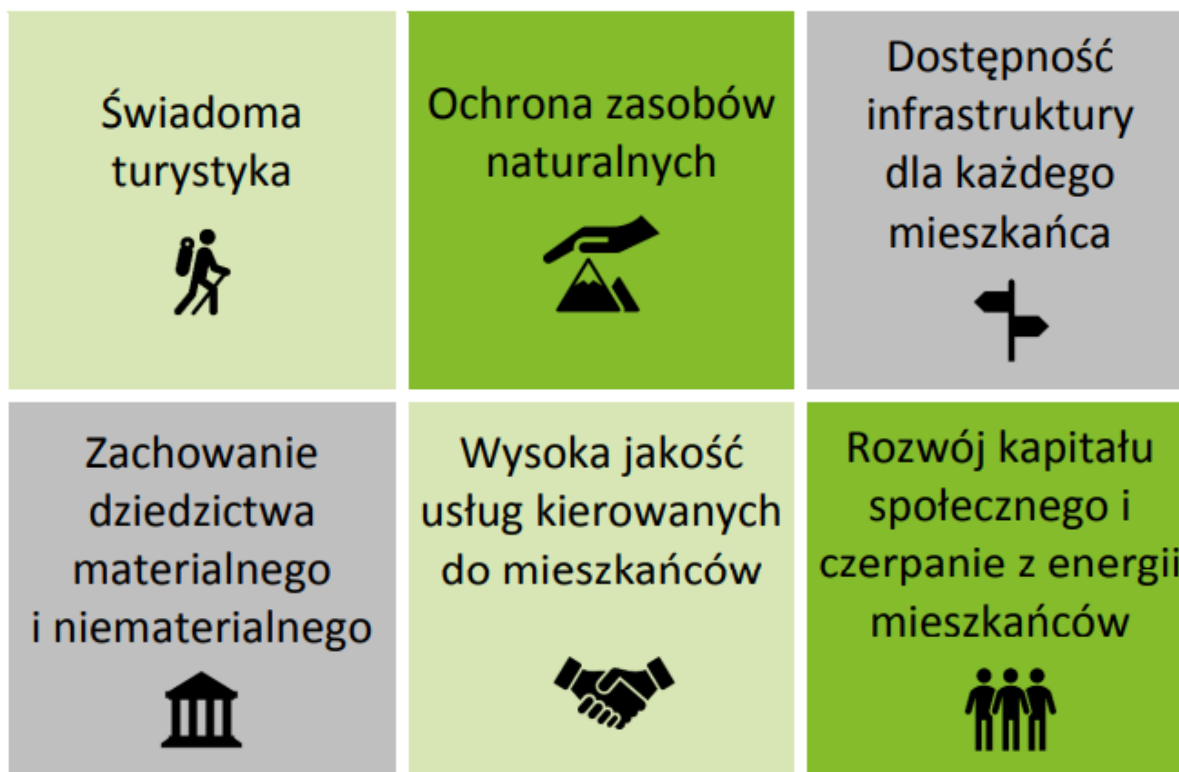 Świadoma
turystyka
Ochrona zasobów
naturalnych
Dostępność
infrastruktury
dla każdego
mieszkańca
Zachowanie
dziedzictwa
materialnego
i niematerialnego
Wysoka jakość
usług kierowanych
do mieszkańców
Rozwój kapitału
społecznego i
czerpanie z energii
mieszkańców